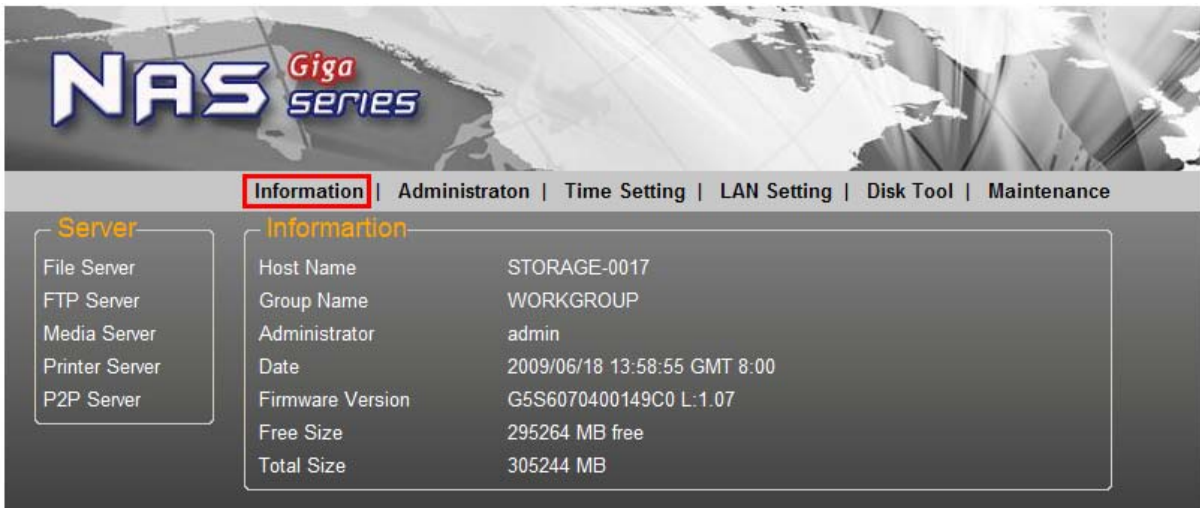 NAS Giga series
Information | Administraton | Time Setting | LAN Setting | Disk Tool | Maintenance
Server
File Server
FTP Server
Media Server
Printer Server
P2P Server
Informartion
Host Name STORAGE-0017
Group Name WORKGROUP
Administrator admin
Date 2009/06/18 13:58:55 GMT 8:00
Firmware Version G5S6070400149C0 L:1.07
Free Size 295264 MB free
Total Size 305244 MB